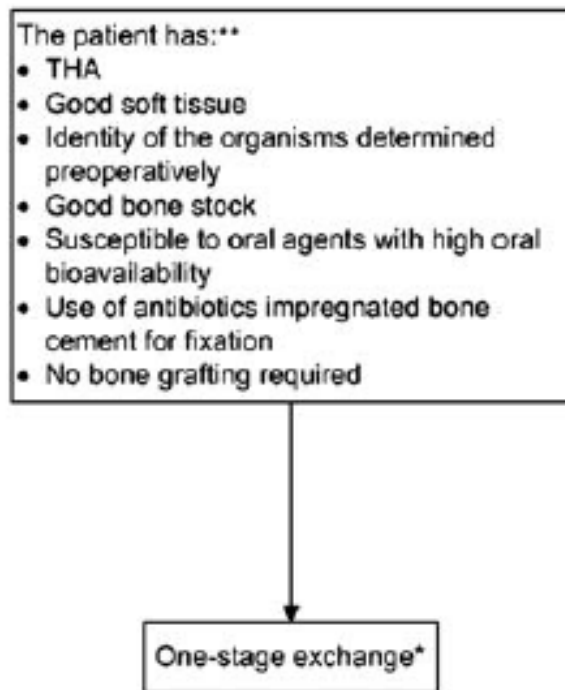 The patient has:**
• THA
• Good soft tissue
• Identity of the organisms determined
preoperatively
• Good bone stock
• Susceptible to oral agents with high oral
bioavailability
• Use of antibiotics impregnated bone
cement for fixation
• No bone grafting required
One-stage exchange*